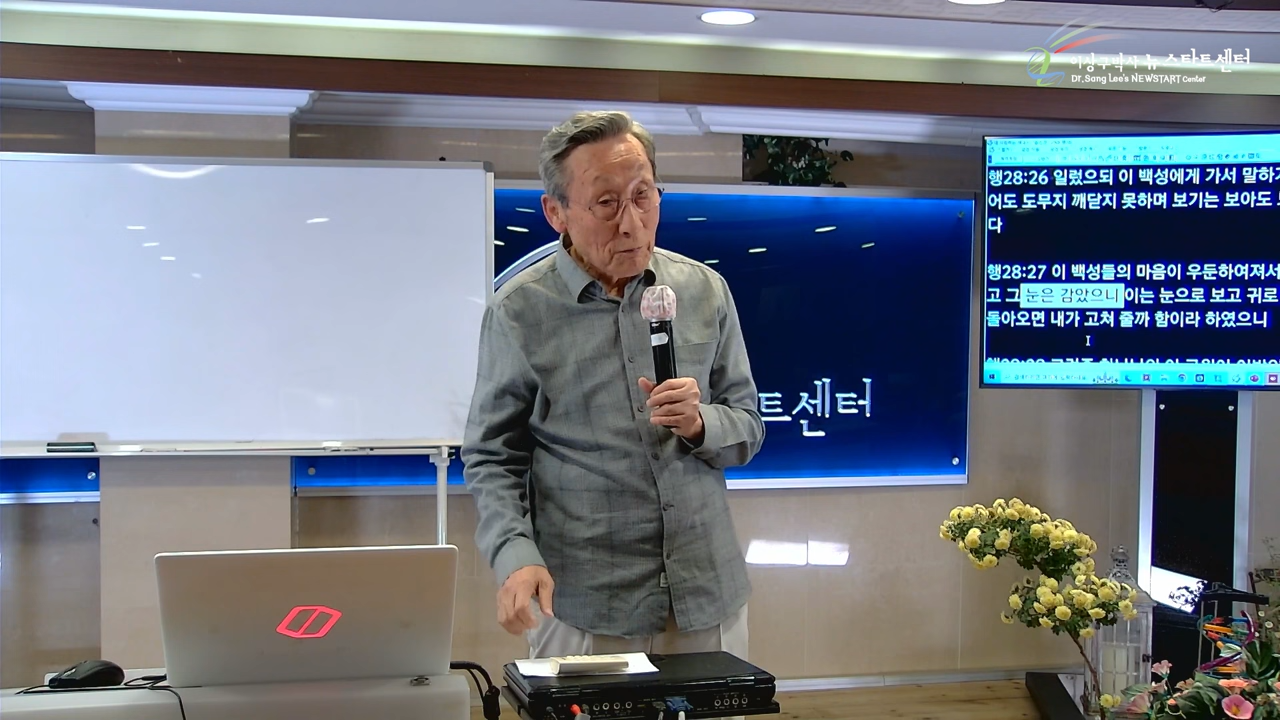 이상구박사 뉴스타트센터
Dr. Sang Lee's NEWSTART Center
행28:26 일렀으되 이 백성에게 가서 말하기
어도 도무지 깨닫지 못하며 보기는 보아도
다
행28:27 이 백성들의 마음이 우둔하여져서
고 그 눈은 감았으니 이는 눈으로 보고 귀로
돌아오면 내가 고쳐 줄까 함이라 하였으니
트센터